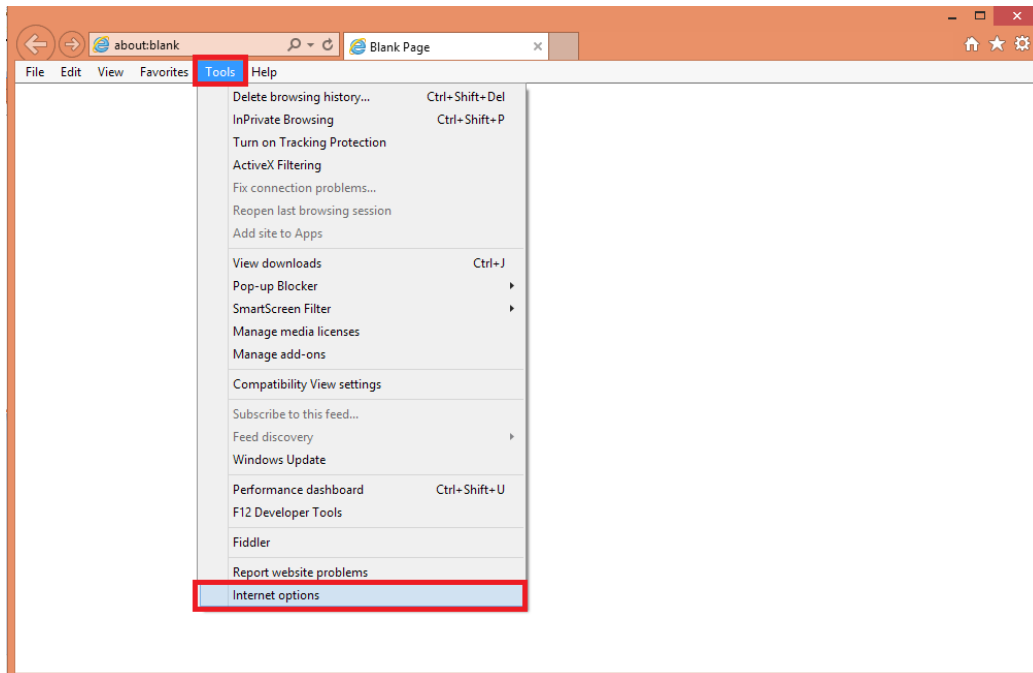 about:blank
Blank Page
File Edit View Favorites Tools Help
Delete browsing history... Ctrl+Shift+Del
InPrivate Browsing Ctrl+Shift+P
Turn on Tracking Protection
ActiveX Filtering
Fix connection problems...
Reopen last browsing session
Add site to Apps
View downloads Ctrl+J
Pop-up Blocker
SmartScreen Filter
Manage media licenses
Manage add-ons
Compatibility View settings
Subscribe to this feed...
Feed discovery
Windows Update
Performance dashboard Ctrl+Shift+U
F12 Developer Tools
Fiddler
Report website problems
Internet options